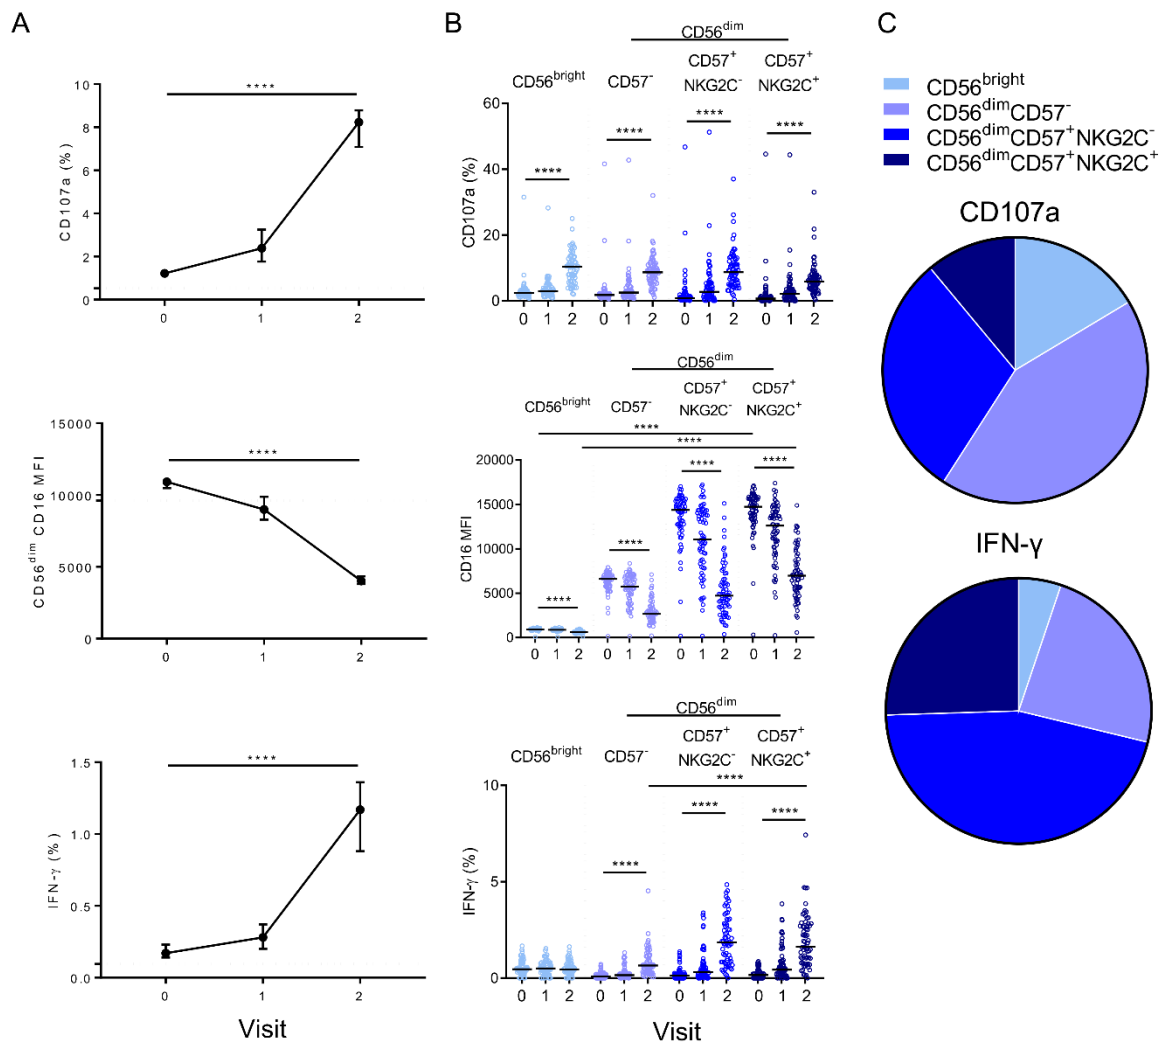 A
B
C
CD56dim
CD56bright
CD57-
CD57+
NKG2C-
CD57+
NKG2C+
CD56bright
CD56dimCD57-
CD56dimCD57+NKG2C-
CD56dimCD57+NKG2C+
CD107a (%)
10
8
6
4
2
0
****
0
1
2
CD107a (%)
60
40
20
0
****
****
****
****
0
1
2
0
1
2
0
1
2
0
1
2
CD107a
CD56dim CD16 MFI
15000
10000
5000
0
****
0
1
2
CD56dim
CD56bright
CD57-
CD57+
NKG2C-
CD57+
NKG2C+
****
****
CD16 MFI
20000
15000
10000
5000
0
****
****
****
****
0
1
2
0
1
2
0
1
2
0
1
2
IFN-γ
IFN-γ (%)
1.5
1.0
0.5
0.0
****
0
1
2
Visit
CD56dim
CD56bright
CD57-
CD57+
NKG2C-
CD57+
NKG2C+
****
IFN-γ (%)
10
5
0
****
****
****
0
1
2
0
1
2
0
1
2
0
1
2
Visit